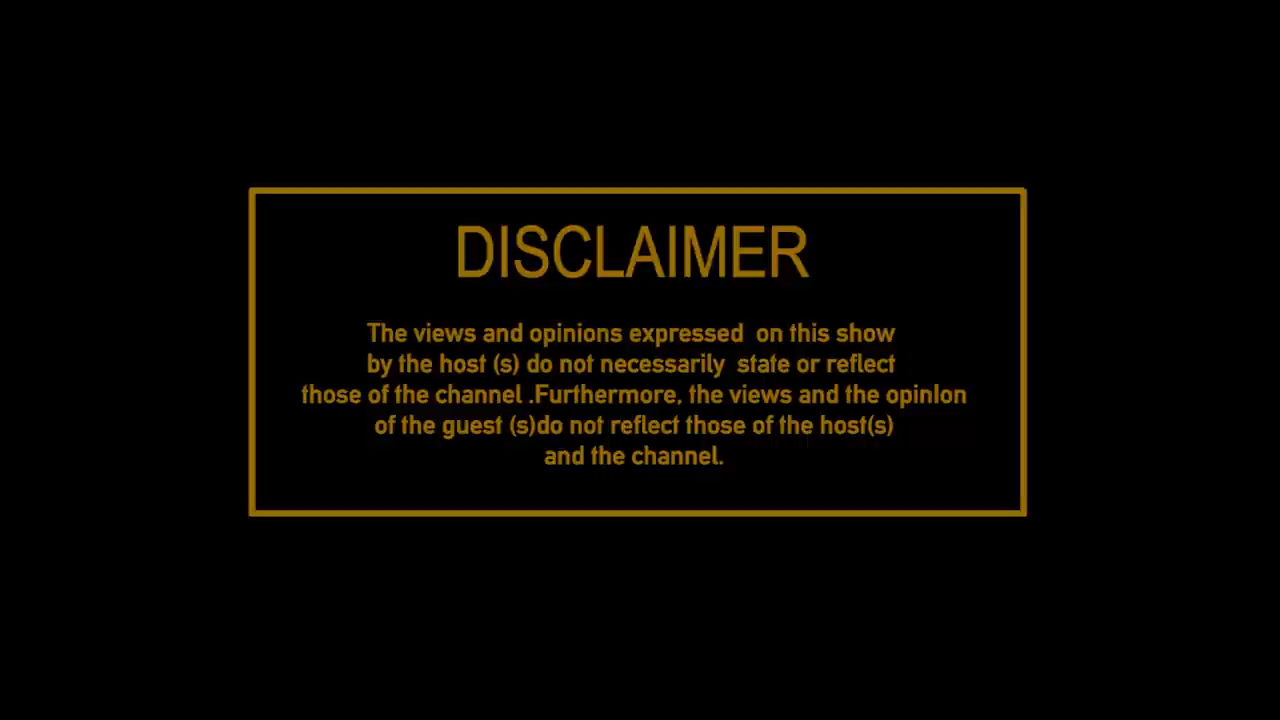 DISCLAIMER
The views and opinions expressed  on this show
by the host (s) do not necessarily  state or reflect
those of the channel .Furthermore, the views and the opinlon
of the guest (s)do not reflect those of the host(s)
and the channel.